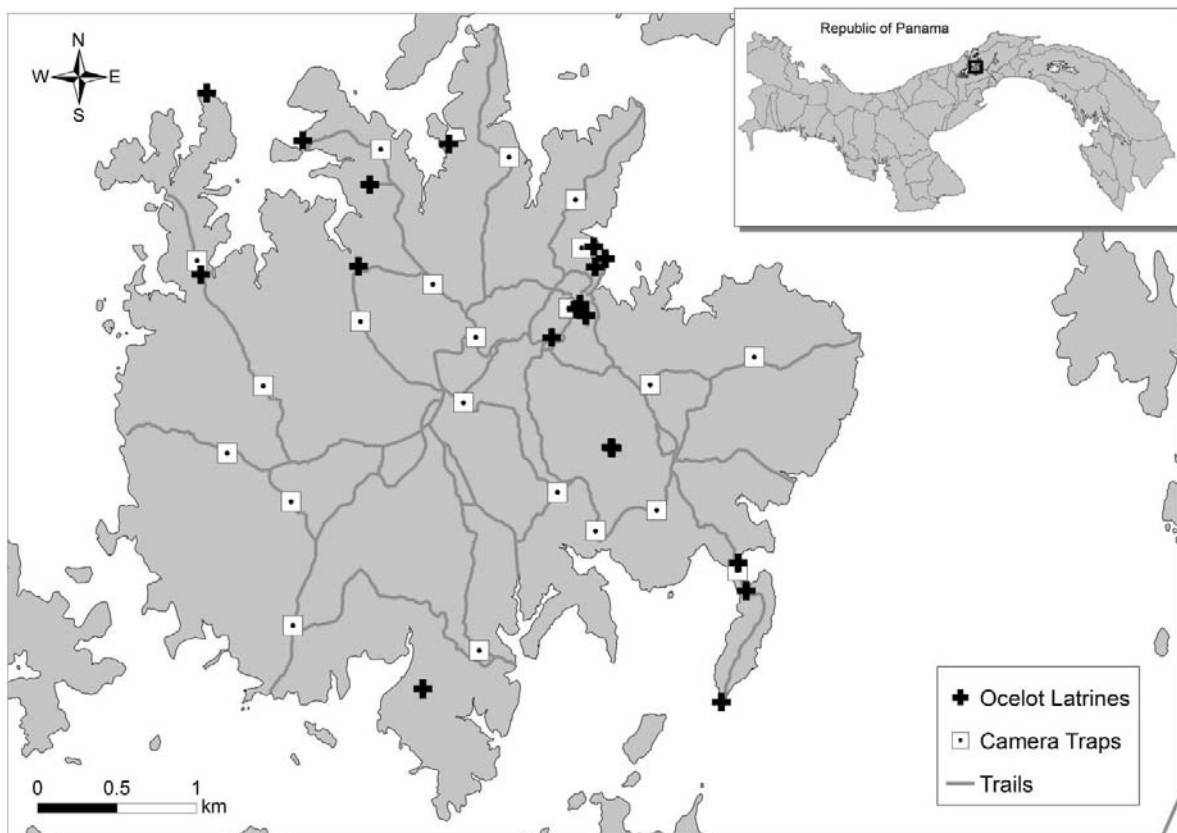 N
W E
S
Republic of Panama
Ocelot Latrines
Camera Traps
Trails
0 0.5 1
km